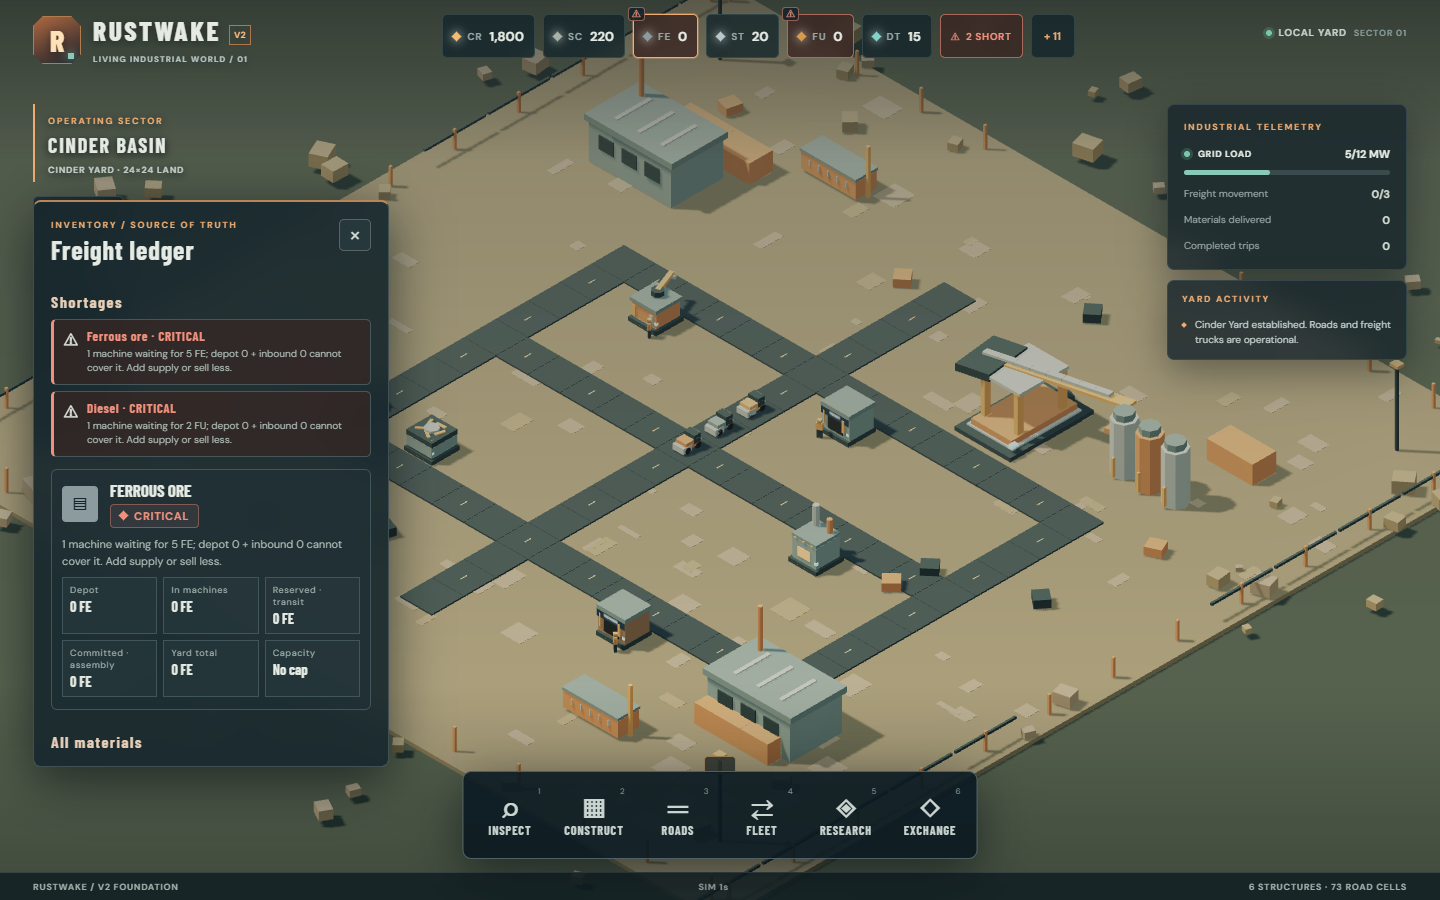 R
RUSTWAKE V2
LIVING INDUSTRIAL WORLD / 01
CR 1,800
SC 220
FE 0
ST 20
FU 0
DT 15
2 SHORT
+11
LOCAL YARD SECTOR 01
OPERATING SECTOR
CINDER BASIN
CINDER YARD · 24×24 LAND
INVENTORY / SOURCE OF TRUTH
Freight ledger
×
Shortages
Ferrous ore · CRITICAL
1 machine waiting for 5 FE; depot 0 + inbound 0 cannot
cover it. Add supply or sell less.
Diesel · CRITICAL
1 machine waiting for 2 FU; depot 0 + inbound 0 cannot
cover it. Add supply or sell less.
FERROUS ORE
CRITICAL
1 machine waiting for 5 FE; depot 0 + inbound 0 cannot
cover it. Add supply or sell less.
Depot
0 FE
In machines
0 FE
Reserved ·
transit
0 FE
Committed ·
assembly
0 FE
Yard total
0 FE
Capacity
No cap
All materials
INDUSTRIAL TELEMETRY
GRID LOAD 5/12 MW
Freight movement 0/3
Materials delivered 0
Completed trips 0
YARD ACTIVITY
Cinder Yard established. Roads and freight
trucks are operational.
1
INSPECT
2
CONSTRUCT
3
ROADS
4
FLEET
5
RESEARCH
6
EXCHANGE
RUSTWAKE / V2 FOUNDATION
SIM 1s
6 STRUCTURES · 73 ROAD CELLS